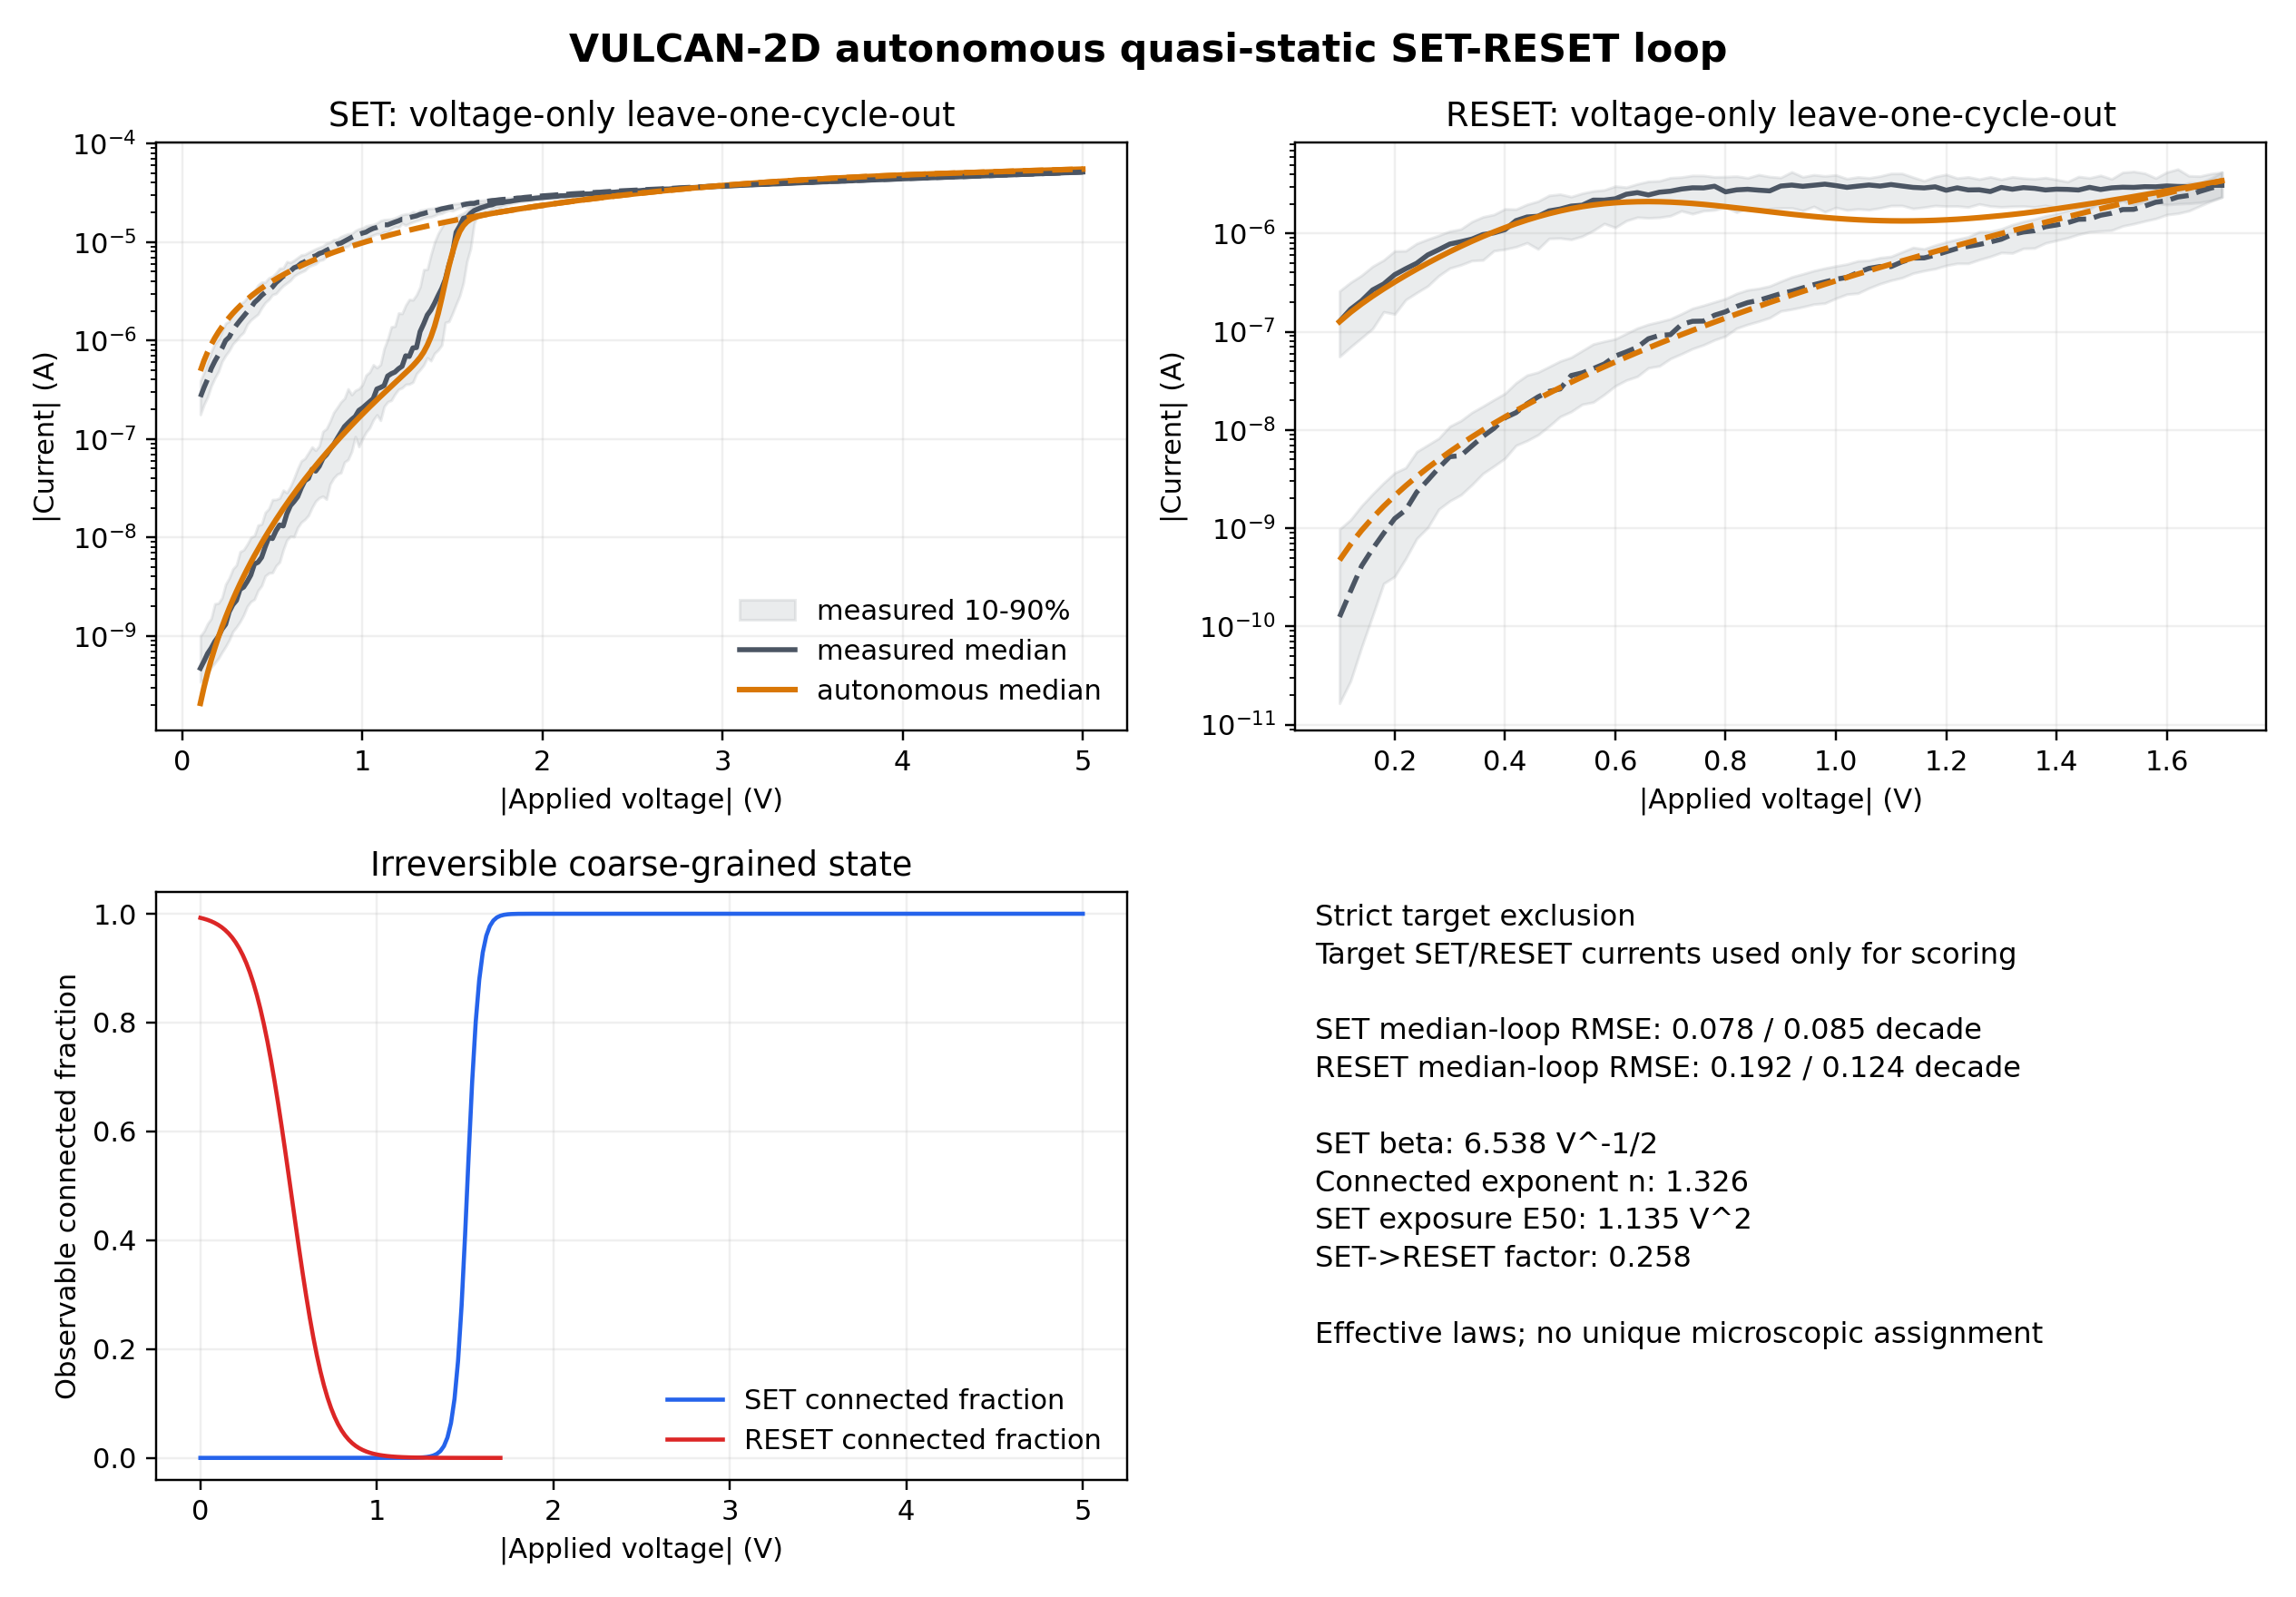 VULCAN-2D autonomous quasi-static SET-RESET loop
SET: voltage-only leave-one-cycle-out
10⁻⁴
10⁻⁵
10⁻⁶
10⁻⁷
10⁻⁸
10⁻⁹
|Current| (A)
0 1 2 3 4 5
|Applied voltage| (V)
measured 10-90%
measured median
autonomous median
RESET: voltage-only leave-one-cycle-out
10⁻⁶
10⁻⁷
10⁻⁸
10⁻⁹
10⁻¹⁰
10⁻¹¹
|Current| (A)
0.2 0.4 0.6 0.8 1.0 1.2 1.4 1.6
|Applied voltage| (V)
Irreversible coarse-grained state
1.0
0.8
0.6
0.4
0.2
0.0
Observable connected fraction
0 1 2 3 4 5
|Applied voltage| (V)
SET connected fraction
RESET connected fraction
Strict target exclusion
Target SET/RESET currents used only for scoring
SET median-loop RMSE: 0.078 / 0.085 decade
RESET median-loop RMSE: 0.192 / 0.124 decade
SET beta: 6.538 V^-1/2
Connected exponent n: 1.326
SET exposure E50: 1.135 V^2
SET->RESET factor: 0.258
Effective laws; no unique microscopic assignment